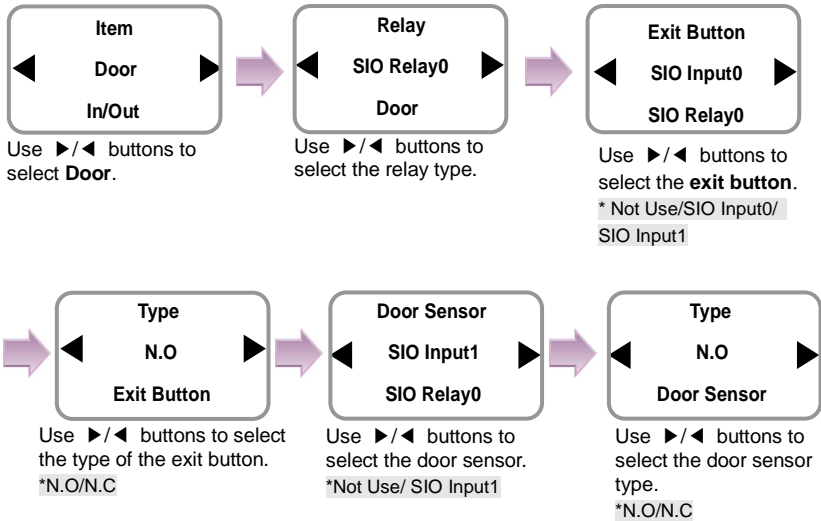 Item
Door
In/Out
Use ▶/◀ buttons to
select Door.
Relay
SIO Relay0
Door
Use ▶/◀ buttons to
select the relay type.
Exit Button
SIO Input0
SIO Relay0
Use ▶/◀ buttons to
select the exit button.
* Not Use/SIO Input0/
SIO Input1
Type
N.O
Exit Button
Use ▶/◀ buttons to select
the type of the exit button.
*N.O/N.C
Door Sensor
SIO Input1
SIO Relay0
Use ▶/◀ buttons to
select the door sensor.
*Not Use/ SIO Input1
Type
N.O
Door Sensor
Use ▶/◀ buttons to
select the door sensor
type.
*N.O/N.C